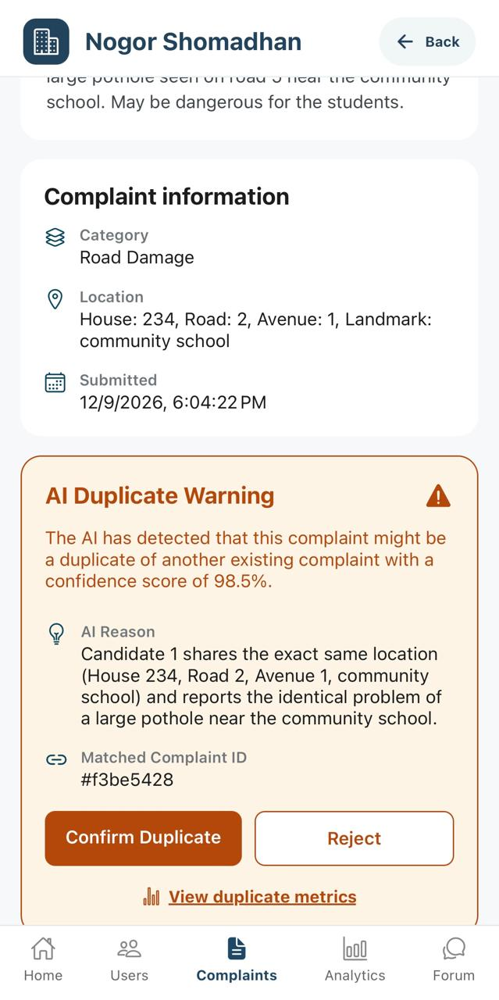 Nogor Shomadhan
Back
large pothole seen on road 5 near the community
school. May be dangerous for the students.
Complaint information
Category
Road Damage
Location
House: 234, Road: 2, Avenue: 1, Landmark:
community school
Submitted
12/9/2026, 6:04:22 PM
AI Duplicate Warning
The AI has detected that this complaint might be
a duplicate of another existing complaint with a
confidence score of 98.5%.
AI Reason
Candidate 1 shares the exact same location
(House 234, Road 2, Avenue 1, community
school) and reports the identical problem of
a large pothole near the community school.
Matched Complaint ID
#f3be5428
Confirm Duplicate
Reject
View duplicate metrics
Home
Users
Complaints
Analytics
Forum